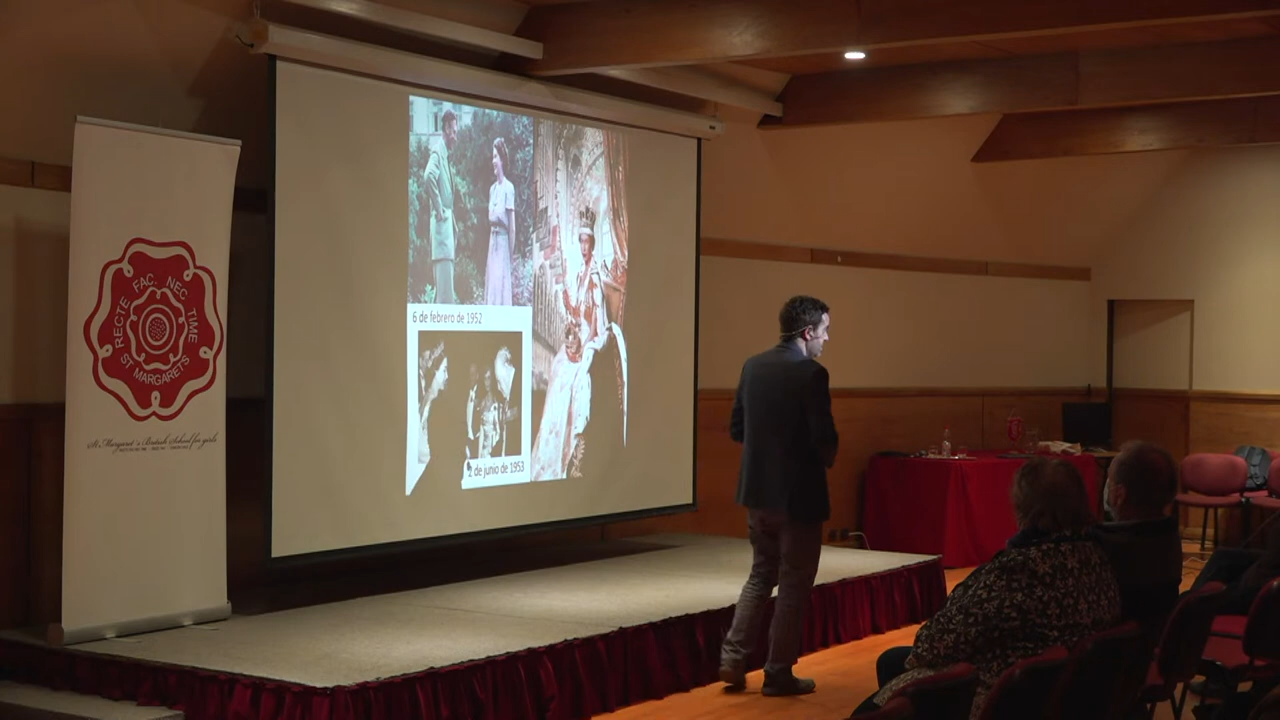 RECTE FAC. NEC TIME
ST MARGARETS
St Margaret's British School for girls
6 de febrero de 1952
2 de junio de 1953